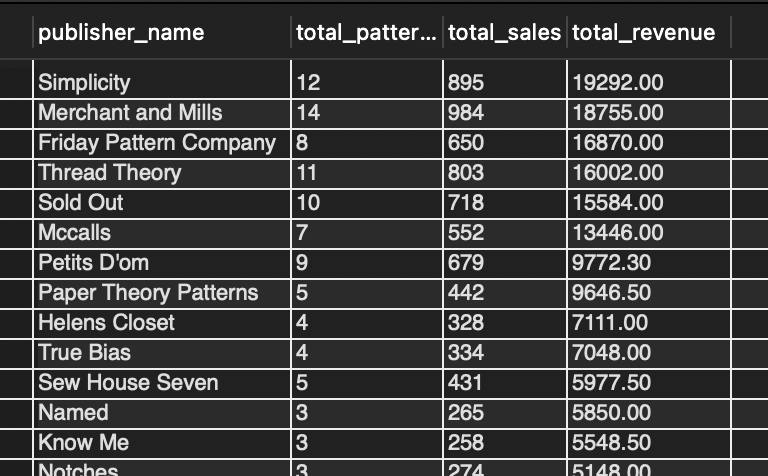 publisher_name total_patter... total_sales total_revenue
Simplicity 12 895 19292.00
Merchant and Mills 14 984 18755.00
Friday Pattern Company 8 650 16870.00
Thread Theory 11 803 16002.00
Sold Out 10 718 15584.00
Mccalls 7 552 13446.00
Petits D'om 9 679 9772.30
Paper Theory Patterns 5 442 9646.50
Helens Closet 4 328 7111.00
True Bias 4 334 7048.00
Sew House Seven 5 431 5977.50
Named 3 265 5850.00
Know Me 3 258 5548.50
Notches 3 274 5148.00